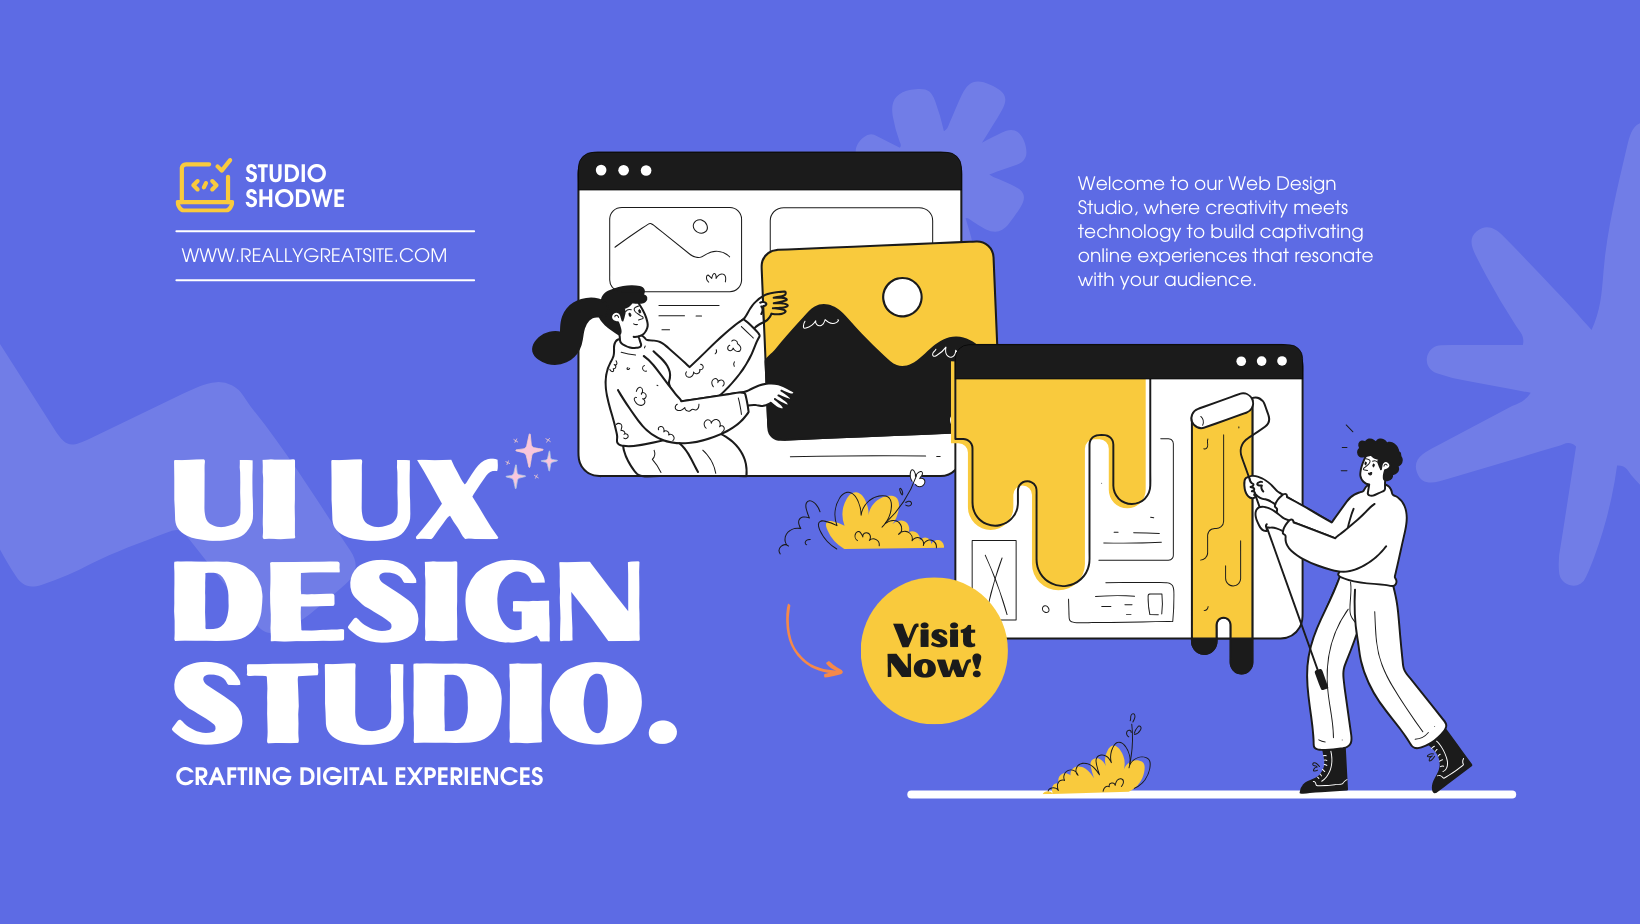 STUDIO
SHODWE
WWW.REALLYGREATSITE.COM
Welcome to our Web Design
Studio, where creativity meets
technology to build captivating
online experiences that resonate
with your audience.
UI UX
DESIGN
STUDIO.
CRAFTING DIGITAL EXPERIENCES
Visit
Now!